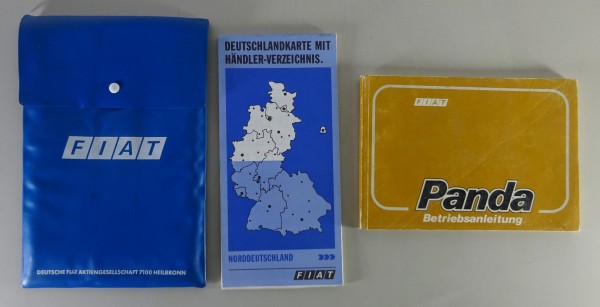 FIAT
DEUTSCHE FIAT AKTIENGESELLSCHAFT 7100 HEILBRONN
DEUTSCHLANDKARTE MIT
HÄNDLER-VERZEICHNIS.
NORDDEUTSCHLAND >>>
FIAT
FIAT
Panda
Betriebsanleitung